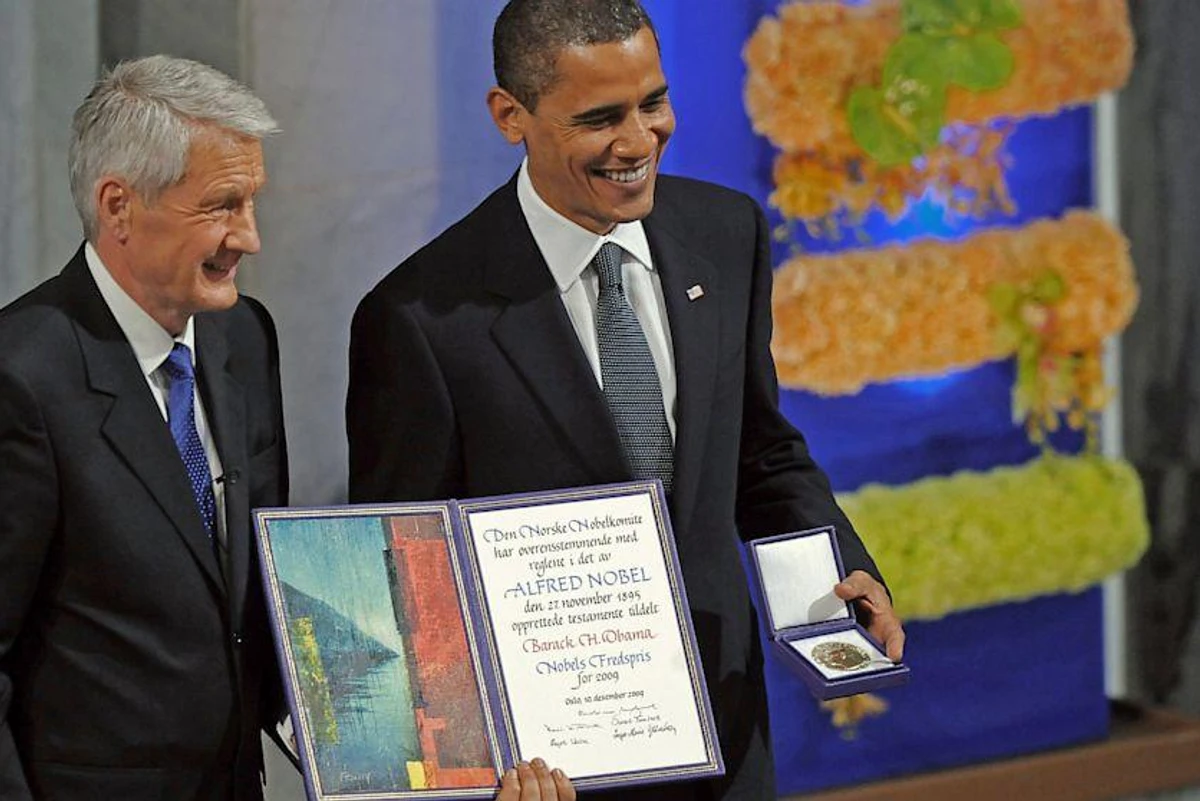 Den Norske Nobelkomite
har overensstemmende med
reglene i det av
ALFRED NOBEL
den 27. november 1895
opprettede testamente tildelt
Barack H. Obama
Nobels Fredspris
for 2009
Oslo, 10. desember 2009